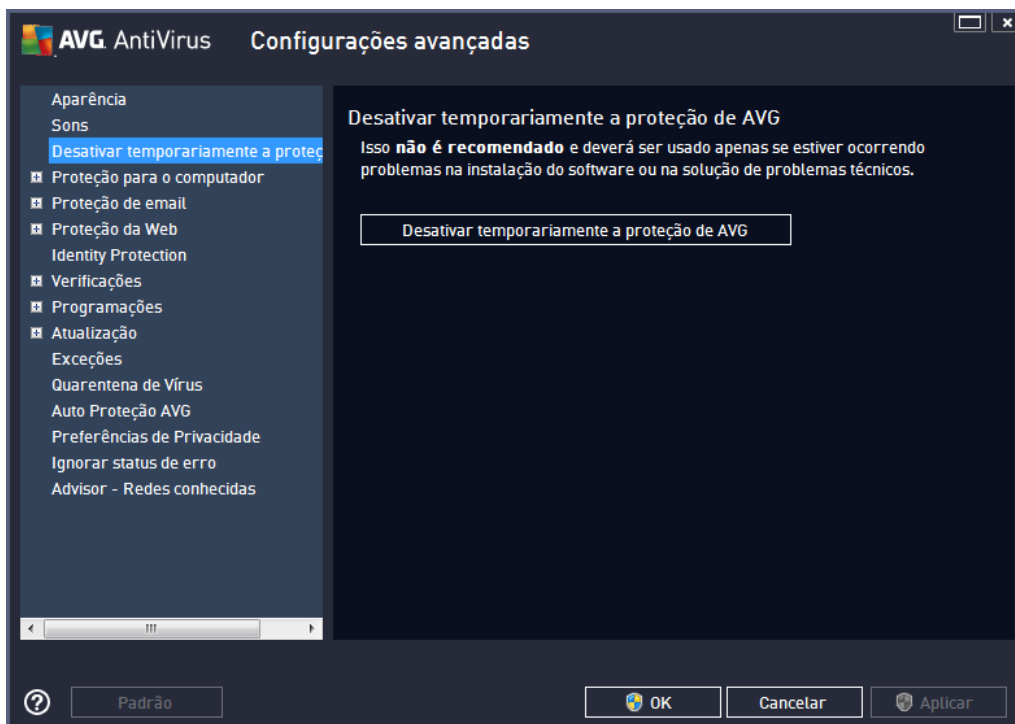 AVG AntiVirus Configurações avançadas
Aparência
Sons
Desativar temporariamente a proteç
Proteção para o computador
Proteção de email
Proteção da Web
Identity Protection
Verificações
Programações
Atualização
Exceções
Quarentena de Vírus
Auto Proteção AVG
Preferências de Privacidade
Ignorar status de erro
Advisor - Redes conhecidas
Desativar temporariamente a proteção de AVG
Isso não é recomendado e deverá ser usado apenas se estiver ocorrendo
problemas na instalação do software ou na solução de problemas técnicos.
Desativar temporariamente a proteção de AVG
? Padrão OK Cancelar Aplicar